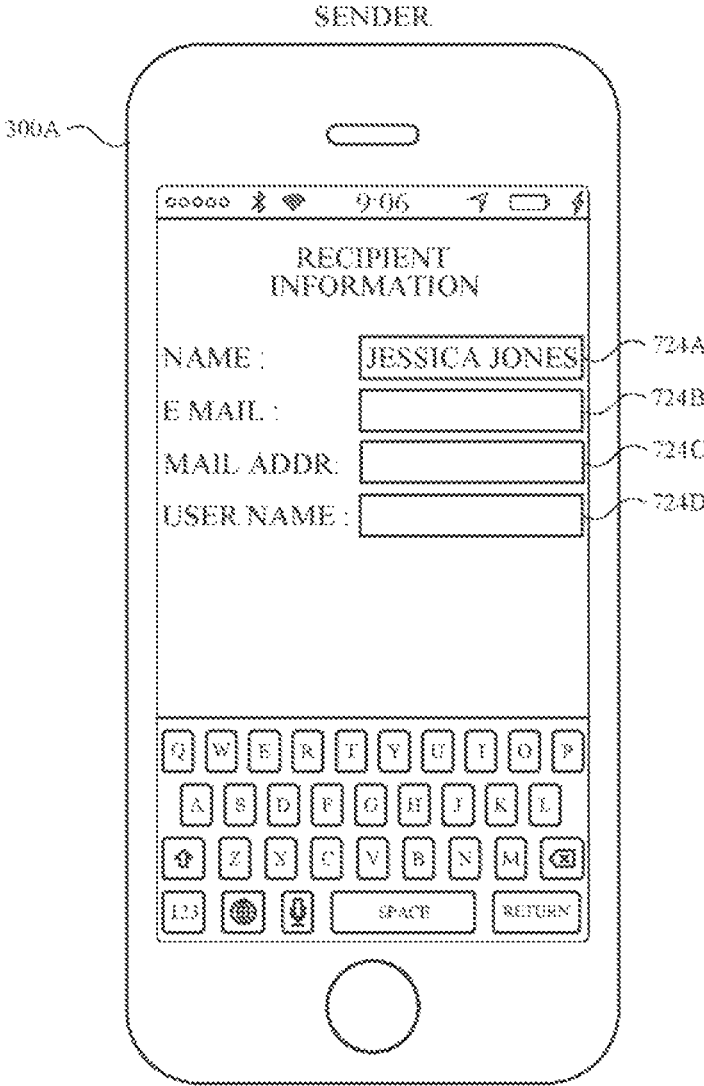 SENDER
300A
9:06
RECIPIENT
INFORMATION
NAME : JESSICA JONES 724A
E MAIL : 724B
MAIL ADDR: 724C
USER NAME : 724D
Q W E R T Y U I O P
A S D F G H J K L
Z X C V B N M
123 SPACE RETURN